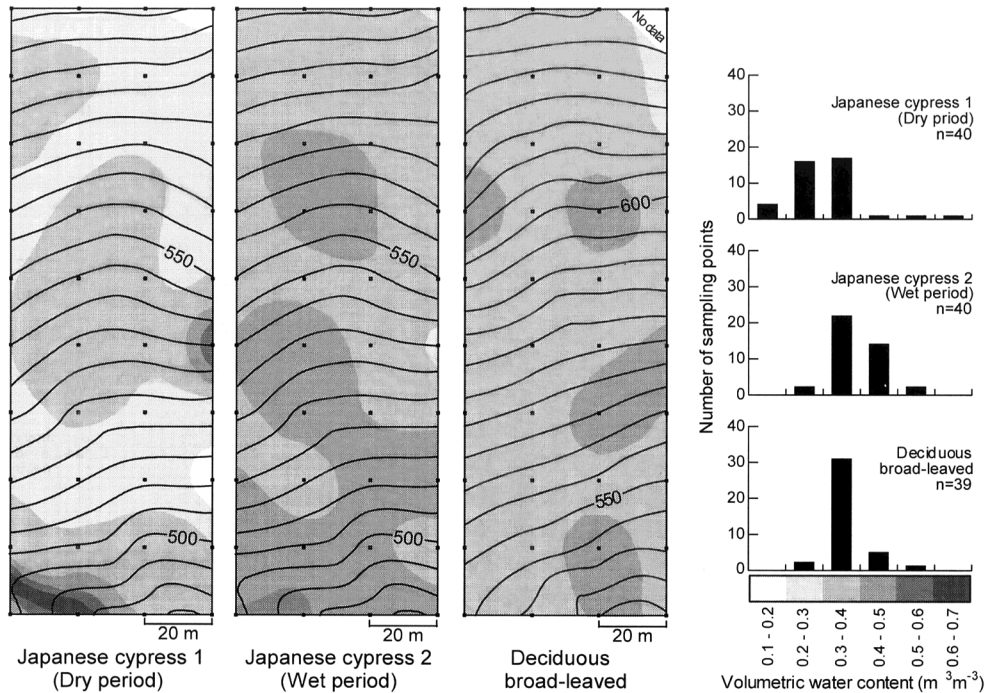 No data
600
550
550
550
500
500
20 m
20 m
20 m
Japanese cypress 1
(Dry period)
Japanese cypress 2
(Wet period)
Deciduous
broad-leaved
Number of sampling points
40
30
20
10
0
Japanese cypress 1
(Dry priod)
n=40
40
30
20
10
0
Japanese cypress 2
(Wet period)
n=40
40
30
20
10
0
Deciduous
broad-leaved
n=39
0.1 - 0.2
0.2 - 0.3
0.3 - 0.4
0.4 - 0.5
0.5 - 0.6
0.6 - 0.7
Volumetric water content (m ³m⁻³)